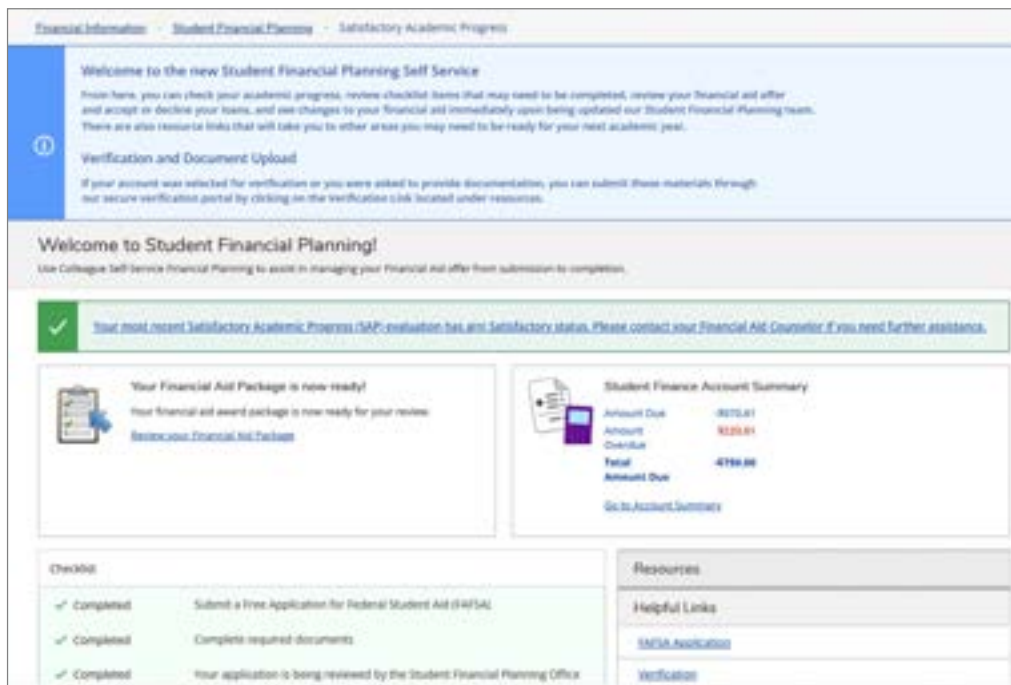 Financial Information · Student Financial Planning · Satisfactory Academic Progress
Welcome to the new Student Financial Planning Self Service
From here, you can check your academic progress, review checklist items that may need to be completed, review your financial aid offer
and accept or decline your loans, and see changes to your financial aid immediately upon being updated our Student Financial Planning team.
There are also resource links that will take you to other areas you may need to be ready for your next academic year.
Verification and Document Upload
If your account was selected for verification or you were asked to provide documentation, you can submit those materials through
our secure verification portal by clicking on the Verification Link located under resources.
Welcome to Student Financial Planning!
Use Colleague Self-Service Financial Planning to assist in managing your Financial Aid offer from submission to completion.
Your most recent Satisfactory Academic Progress (SAP) evaluation has Satisfactory status. Please contact your Financial Aid Counselor if you need further assistance.
Your Financial Aid Package is now ready!
Your financial aid award package is now ready for your review
Review your Financial Aid Package
Student Finance Account Summary
Amount Due
Amount
Overdue
Total
Amount Due
Go to Account Summary
Checklist
Completed Submit a Free Application for Federal Student Aid (FAFSA)
Completed Complete required documents
Completed Your application is being reviewed by the Student Financial Planning Office
Resources
Helpful Links
FAFSA Application
Verification